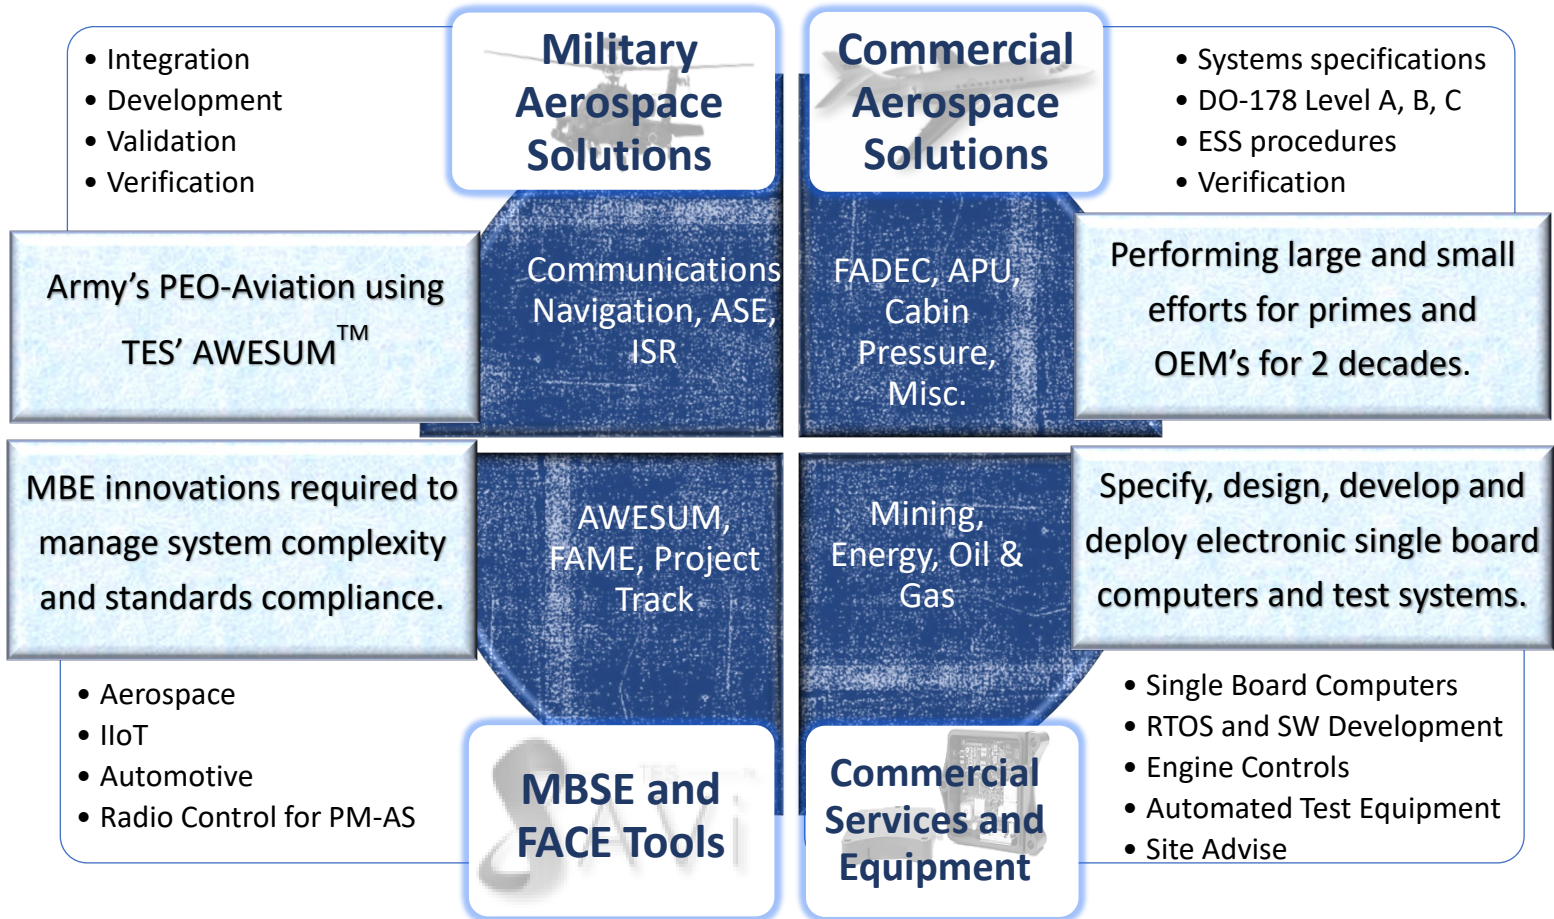 • Integration
• Development
• Validation
• Verification
Military
Aerospace
Solutions
Commercial
Aerospace
Solutions
• Systems specifications
• DO-178 Level A, B, C
• ESS procedures
• Verification
Army’s PEO-Aviation using
TES’ AWESUM™
Communications
Navigation, ASE,
ISR
FADEC, APU,
Cabin
Pressure,
Misc.
Performing large and small
efforts for primes and
OEM’s for 2 decades.
MBE innovations required to
manage system complexity
and standards compliance.
AWESUM,
FAME, Project
Track
Mining,
Energy, Oil &
Gas
Specify, design, develop and
deploy electronic single board
computers and test systems.
• Aerospace
• IIoT
• Automotive
• Radio Control for PM-AS
MBSE and
FACE Tools
Commercial
Services and
Equipment
• Single Board Computers
• RTOS and SW Development
• Engine Controls
• Automated Test Equipment
• Site Advise